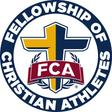 FELLOWSHIP OF
FCA
CHRISTIAN ATHLETES